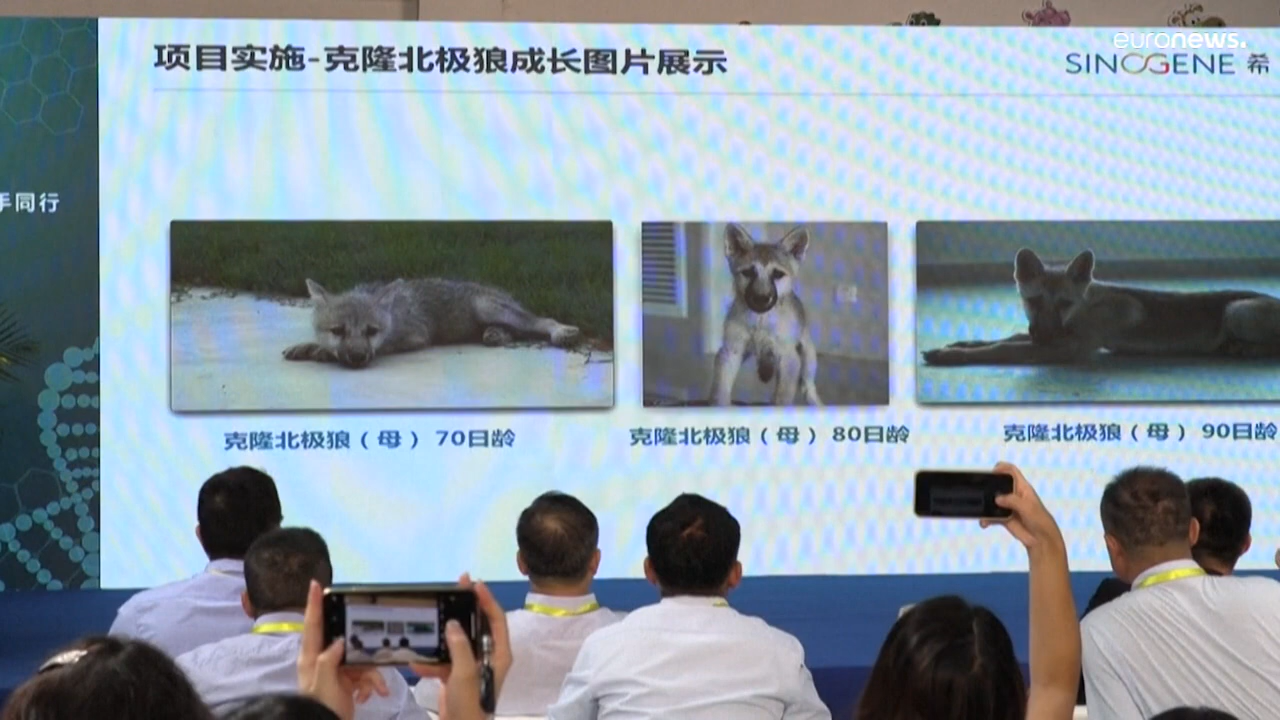 euronews.
项目实施-克隆北极狼成长图片展示
SINOGENE 希
手同行
克隆北极狼（母） 70日龄
克隆北极狼（母） 80日龄
克隆北极狼（母） 90日龄